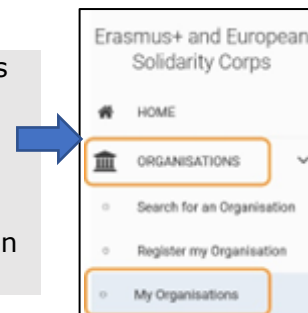 s
n
Erasmus+ and European
Solidarity Corps
HOME
ORGANISATIONS
Search for an Organisation
Register my Organisation
My Organisations